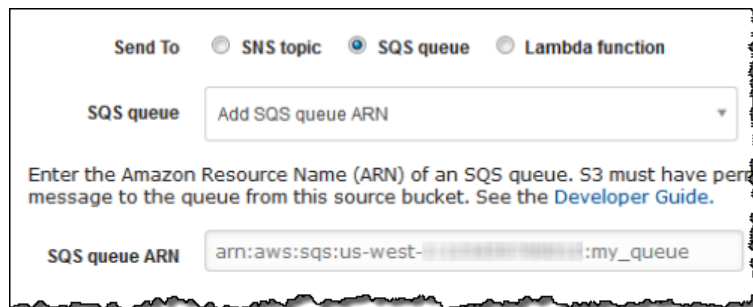 Send To SNS topic SQS queue Lambda function
SQS queue Add SQS queue ARN
Enter the Amazon Resource Name (ARN) of an SQS queue. S3 must have
message to the queue from this source bucket. See the Developer Guide.
SQS queue ARN arn:aws:sqs:us-west- :my_queue